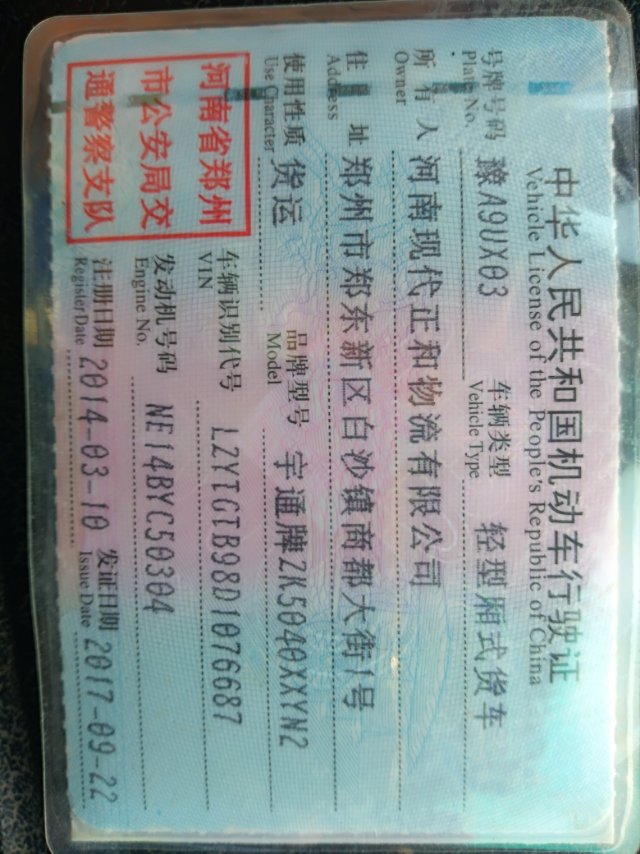 中华人民共和国机动车行驶证
Vehicle License of the People's Republic of China
号牌号码 豫A9UX03 车辆类型 轻型厢式货车
Plate No. Vehicle Type
所有人 河南现代正和物流有限公司
Owner
住址 郑州市郑东新区白沙镇商都大街1号
Address
使用性质 货运 品牌型号 宇通牌ZK5040XXYN2
Use Character Model
河南省郑州
市公安局交
通警察支队
车辆识别代号 L2YTGTB98D1076687
VIN
发动机号码 NE14BYC50304
Engine No.
注册日期 2014-03-10 发证日期 2017-09-22
Register Date Issue Date